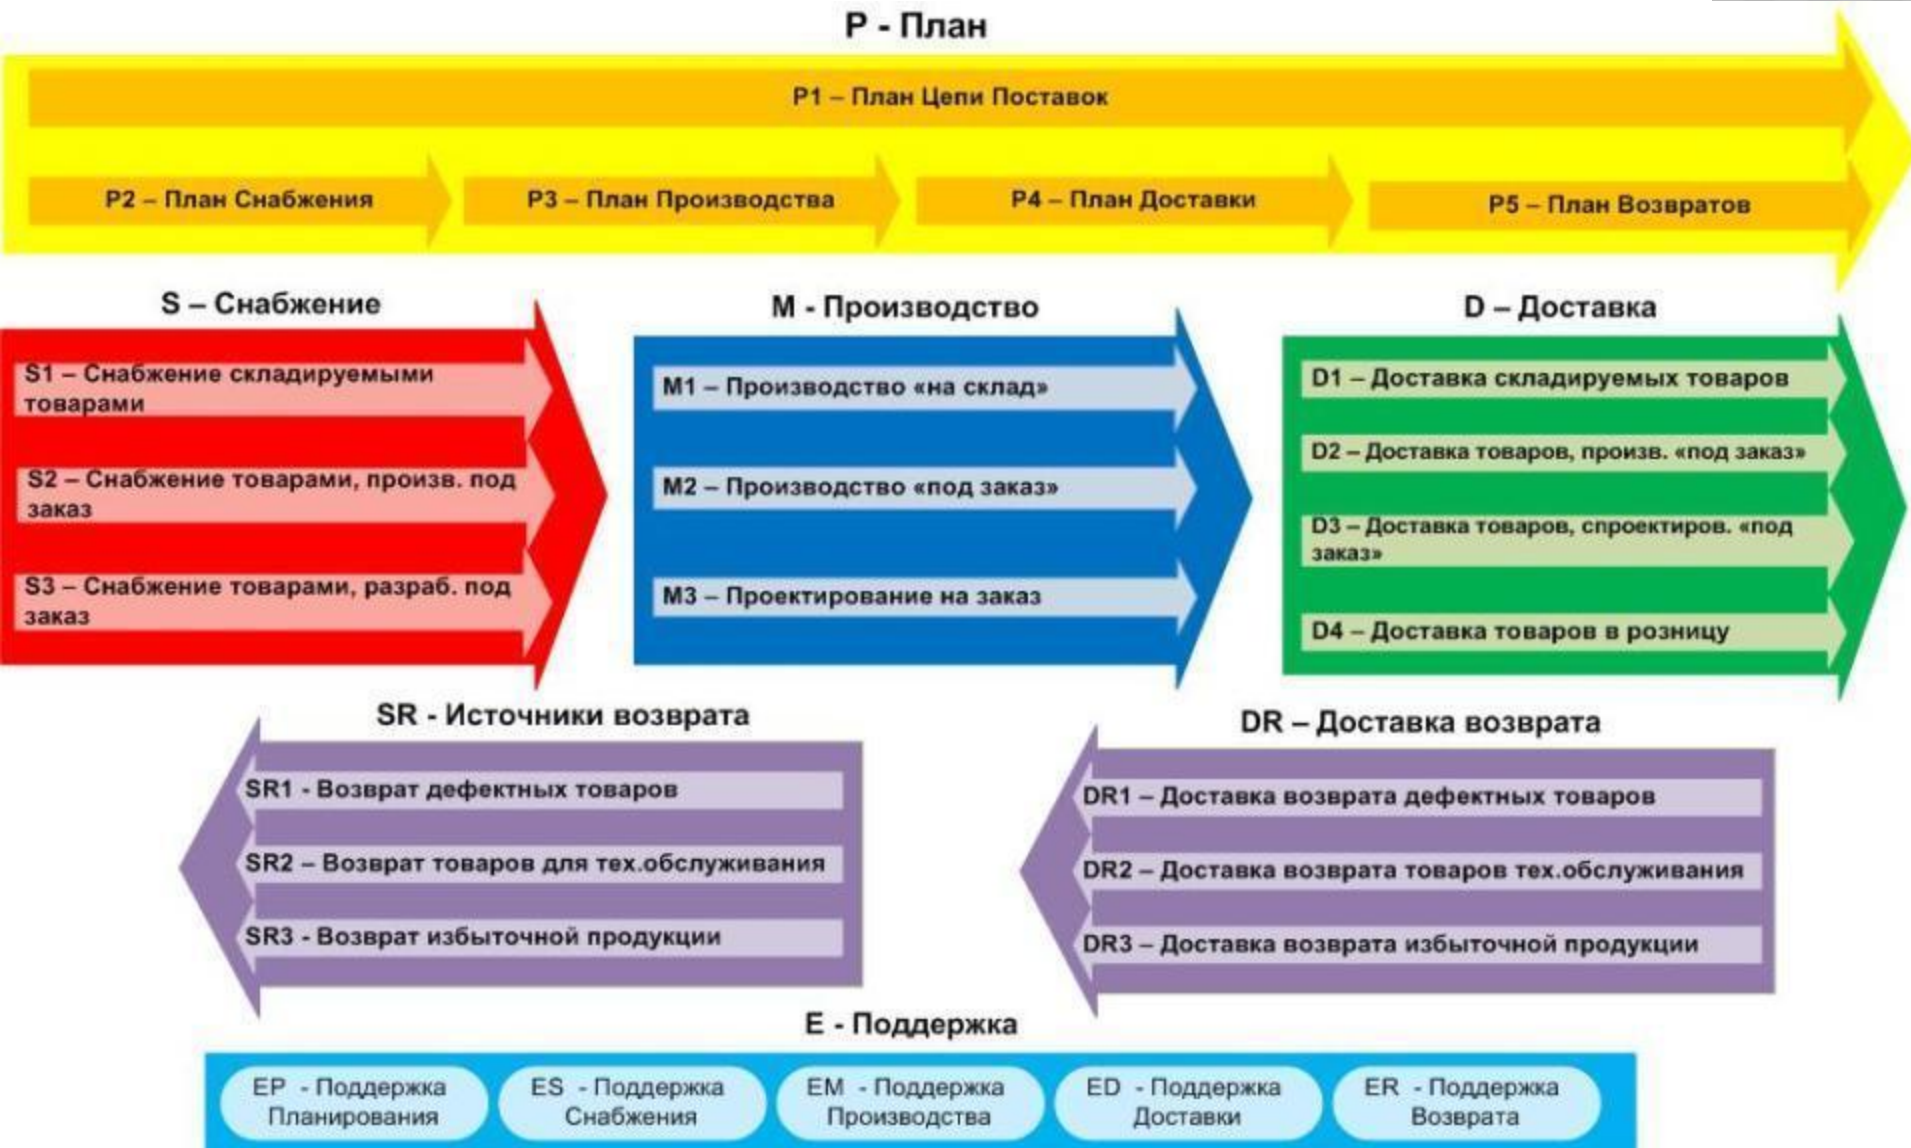 P - План
P1 – План Цепи Поставок
P2 – План Снабжения
P3 – План Производства
P4 – План Доставки
P5 – План Возвратов
S – Снабжение
S1 – Снабжение складируемыми
товарами
S2 – Снабжение товарами, произв. под
заказ
S3 – Снабжение товарами, разраб. под
заказ
M - Производство
M1 – Производство «на склад»
M2 – Производство «под заказ»
M3 – Проектирование на заказ
D – Доставка
D1 – Доставка складируемых товаров
D2 – Доставка товаров, произв. «под заказ»
D3 – Доставка товаров, спроектиров. «под
заказ»
D4 – Доставка товаров в розницу
SR - Источники возврата
SR1 - Возврат дефектных товаров
SR2 – Возврат товаров для тех.обслуживания
SR3 - Возврат избыточной продукции
DR – Доставка возврата
DR1 – Доставка возврата дефектных товаров
DR2 – Доставка возврата товаров тех.обслуживания
DR3 – Доставка возврата избыточной продукции
E - Поддержка
EP - Поддержка
Планирования
ES - Поддержка
Снабжения
EM - Поддержка
Производства
ED - Поддержка
Доставки
ER - Поддержка
Возврата